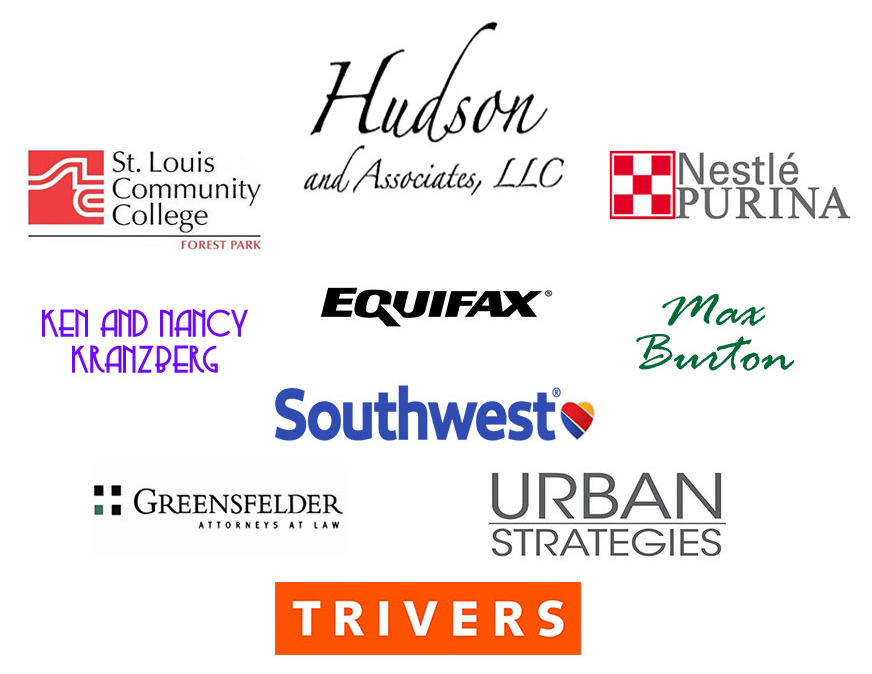 Hudson
and Associates, LLC
St. Louis
Community
College
FOREST PARK
Nestlé
PURINA
KEN AND NANCY
KRANZBERG
EQUIFAX®
Max
Burton
Southwest®
GREENSFELDER
ATTORNEYS AT LAW
URBAN
STRATEGIES
TRIVERS